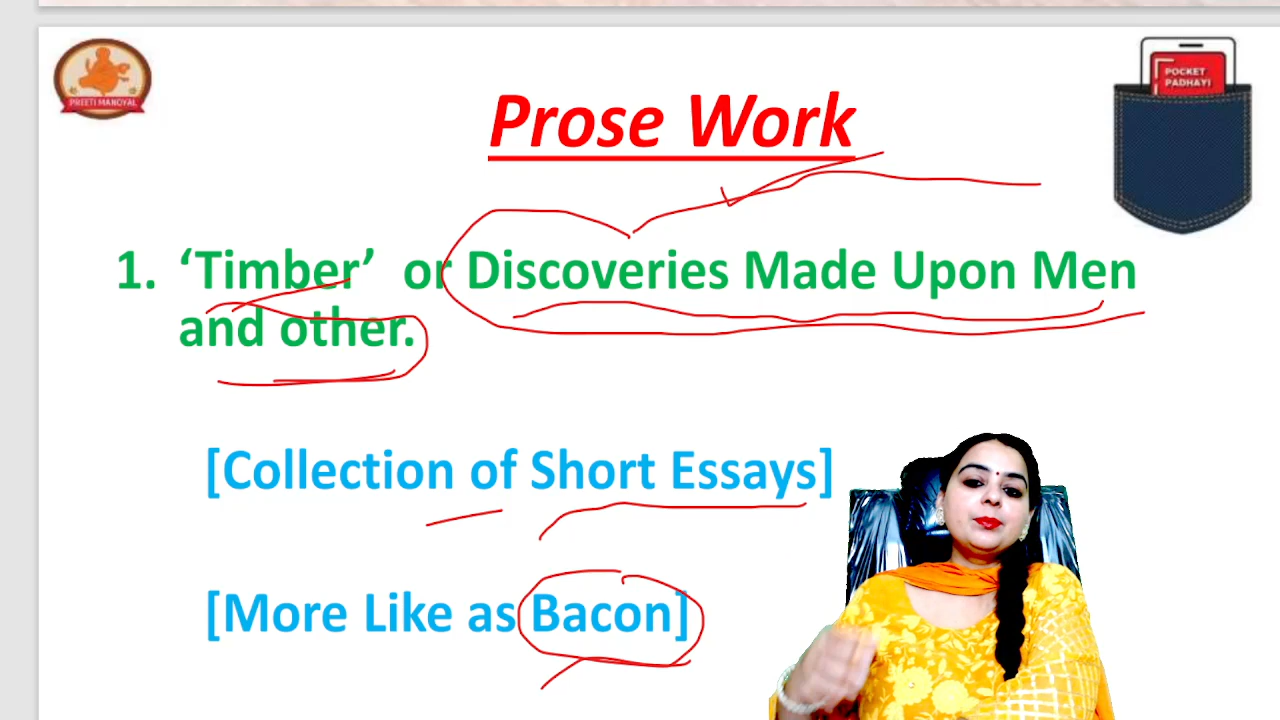 PREETI MANOYAL
POCKET
PADHAYI
Prose Work
1. ‘Timber’ or Discoveries Made Upon Men
and other.
[Collection of Short Essays]
[More Like as Bacon]